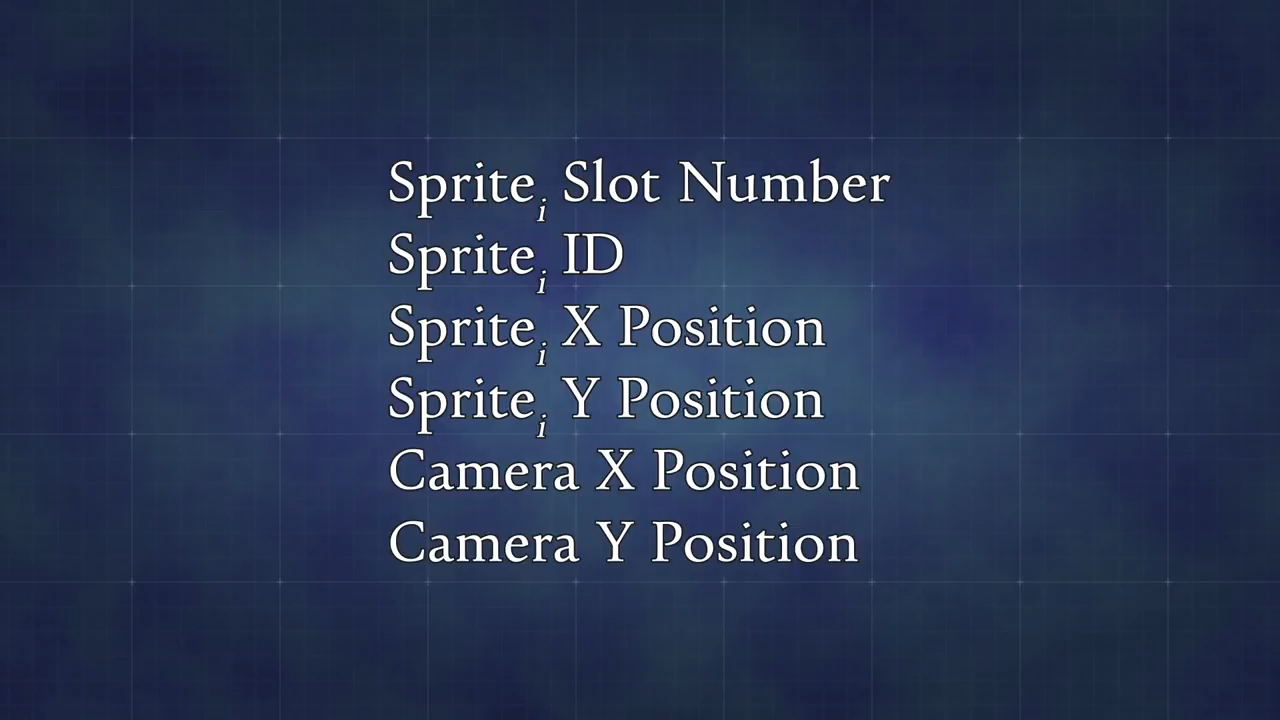 Sprite_i Slot Number
Sprite_i ID
Sprite_i X Position
Sprite_i Y Position
Camera X Position
Camera Y Position